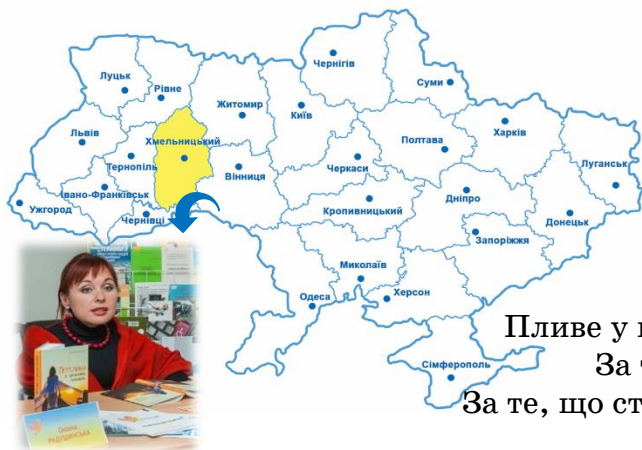 Чернігів
Суми
Луцьк
Рівне
Житомир
Київ
Львів
Хмельницький
Полтава
Харків
Тернопіль
Вінниця
Черкаси
Луганськ
Івано-Франківськ
Ужгород
Чернівці
Кропивницький
Дніпро
Донецьк
Запоріжжя
Миколаїв
Одеса
Херсон
Сімферополь
Пливе у
За
За те, що
Оксана
РАДУШИНСЬКА